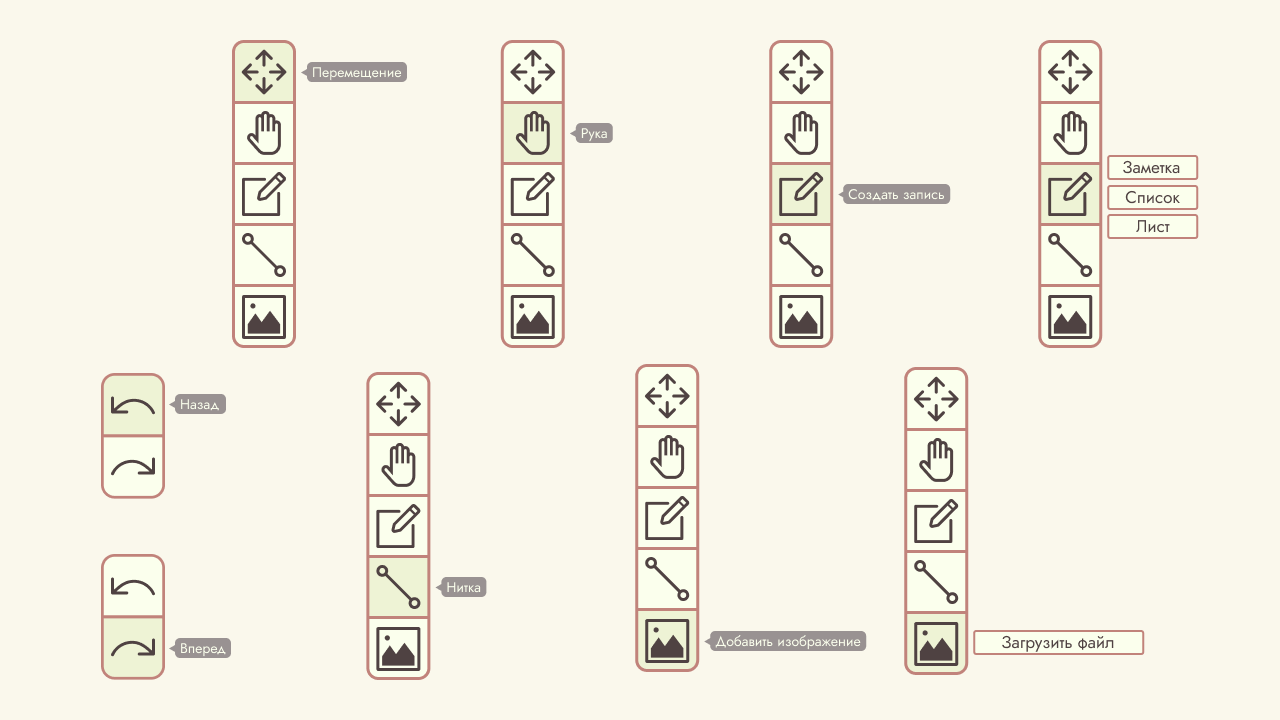 Перемещение
Рука
Создать запись
Заметка
Список
Лист
Назад
Нитка
Добавить изображение
Загрузить файл
Вперед